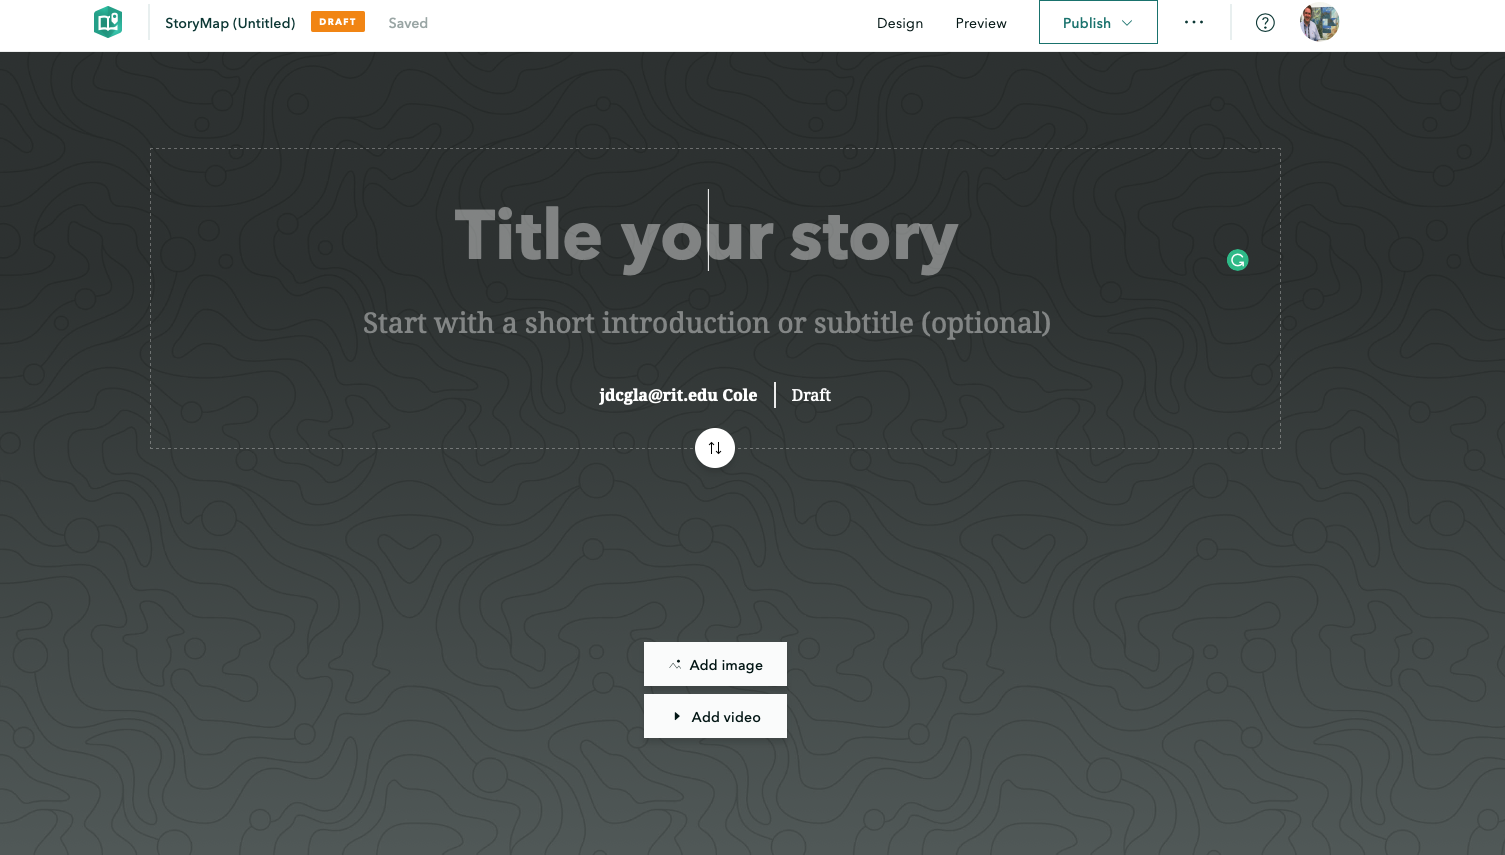 StoryMap (Untitled) DRAFT Saved Design Preview Publish
Title your story
Start with a short introduction or subtitle (optional)
jdcgla@rit.edu Cole Draft
Add image
Add video